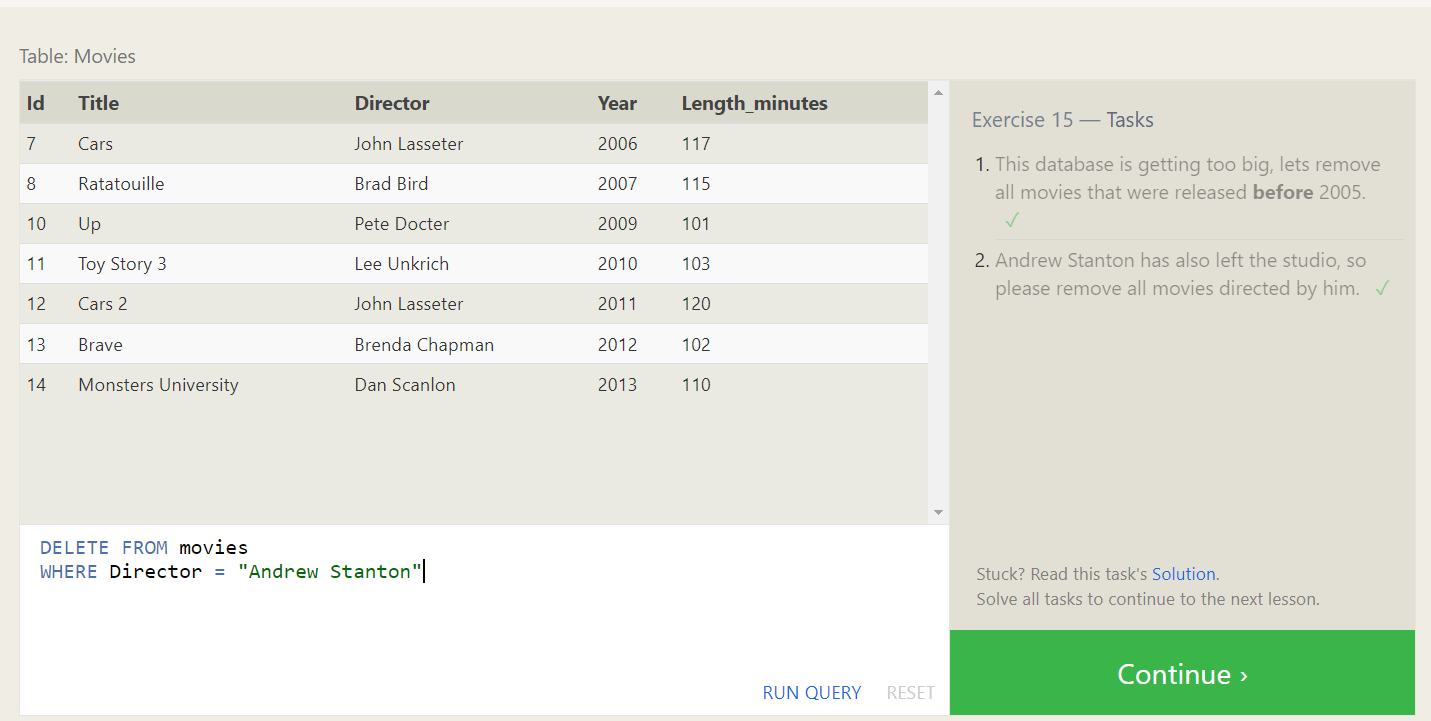 Table: Movies
Id Title Director Year Length_minutes
7 Cars John Lasseter 2006 117
8 Ratatouille Brad Bird 2007 115
10 Up Pete Docter 2009 101
11 Toy Story 3 Lee Unkrich 2010 103
12 Cars 2 John Lasseter 2011 120
13 Brave Brenda Chapman 2012 102
14 Monsters University Dan Scanlon 2013 110
DELETE FROM movies
WHERE Director = "Andrew Stanton"
RUN QUERY RESET
Exercise 15 — Tasks
1. This database is getting too big, lets remove
all movies that were released before 2005.
✓
2. Andrew Stanton has also left the studio, so
please remove all movies directed by him. ✓
Stuck? Read this task's Solution.
Solve all tasks to continue to the next lesson.
Continue ›